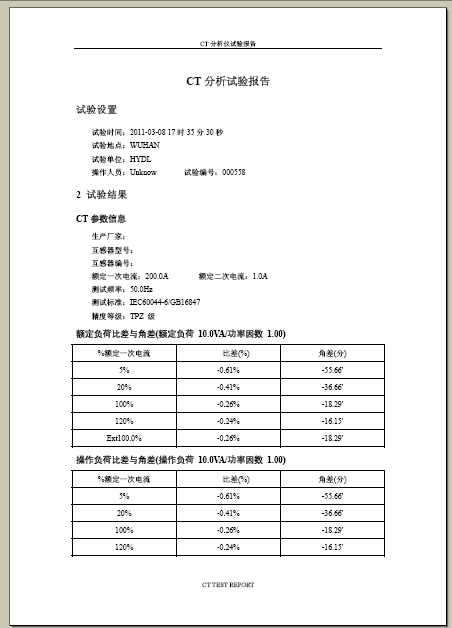 CT 分析仪试验报告
CT 分析试验报告
试验设置
试验时间：2011-03-08 17 时 35 分 30 秒
试验地点：WUHAN
试验单位：HYDL
操作人员：Unknow 试验编号：000558
2 试验结果
CT 参数信息
生产厂家：
互感器型号：
互感器编号：
额定一次电流：200.0A 额定二次电流：1.0A
测试频率：50.0Hz
测试标准：IEC60044-6/GB16847
精度等级：TPZ 级
额定负荷比差与角差(额定负荷 10.0VA/功率因数 1.00)
%额定一次电流 比差(%) 角差(分)
5% -0.61% -55.66'
20% -0.41% -36.66'
100% -0.26% -18.29'
120% -0.24% -16.15'
Ext100.0% -0.26% -18.29'
操作负荷比差与角差(操作负荷 10.0VA/功率因数 1.00)
%额定一次电流 比差(%) 角差(分)
5% -0.61% -55.66'
20% -0.41% -36.66'
100% -0.26% -18.29'
120% -0.24% -16.15'
CT TEST REPORT